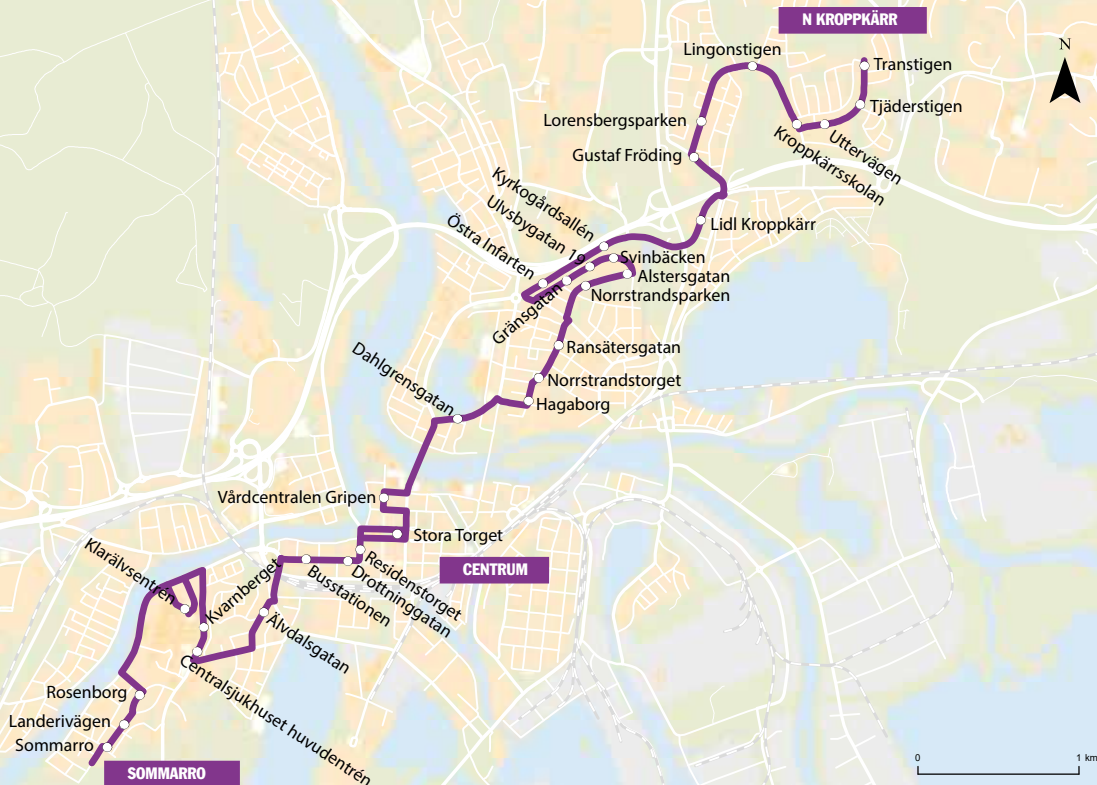 N KROPPKÄRR
N
Lingonstigen
Transtigen
Tjäderstigen
Lorensbergsparken
Uttervägen
Kroppkärrsskolan
Gustaf Fröding
Kyrkogårdsallén
Lidl Kroppkärr
Ulvsbygatan 19
Östra Infarten
Svinbäcken
Alstersgatan
Norrstrandsparken
Gränsgatan
Ransätersgatan
Dahlgrensgatan
Norrstrandstorget
Hagaborg
Vårdcentralen Gripen
Stora Torget
CENTRUM
Residenstorget
Drottninggatan
Busstationen
Klarälvsentrén
Kvarnberget
Älvdalsgatan
Centralsjukhuset huvudentrén
Rosenborg
Landerivägen
Sommarro
SOMMARRO
0 1 km